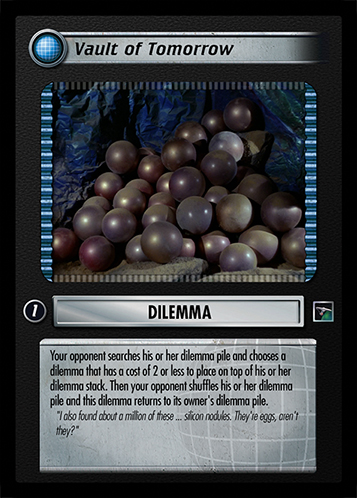 Vault of Tomorrow
1
DILEMMA
Your opponent searches his or her dilemma pile and chooses a
dilemma that has a cost of 2 or less to place on top of his or her
dilemma stack. Then your opponent shuffles his or her dilemma
pile and this dilemma returns to its owner's dilemma pile.
"I also found about a million of these ... silicon nodules. They're eggs, aren't
they?"